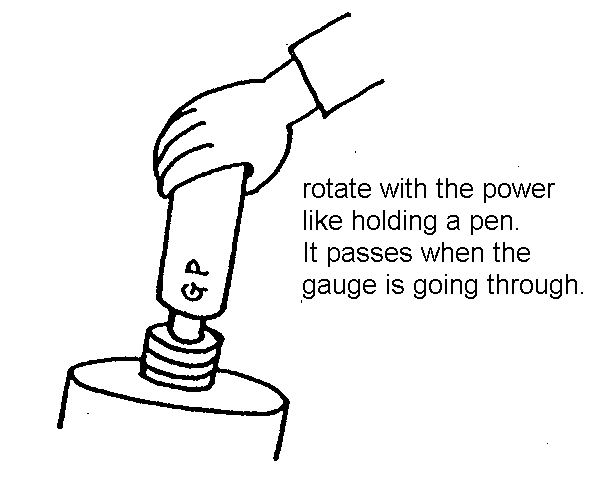 rotate with the power
like holding a pen.
It passes when the
gauge is going through.
GP